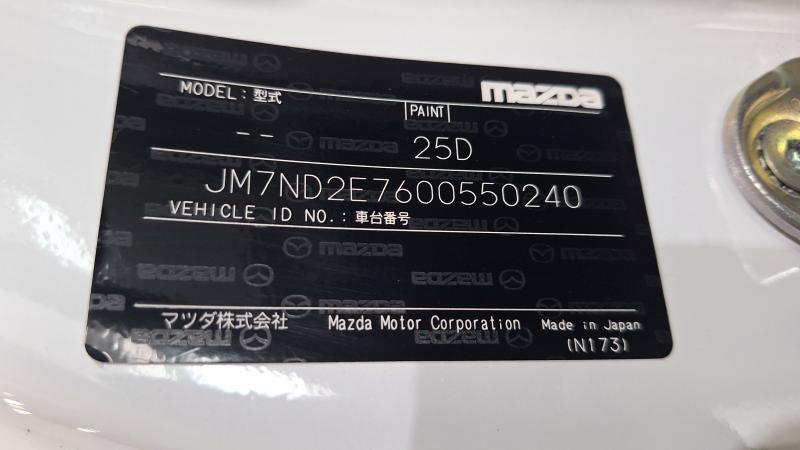 mazda
MODEL：型式
PAINT
-- 25D
JM7ND2E7600550240
VEHICLE ID NO.：車台番号
マツダ株式会社 Mazda Motor Corporation Made in Japan
(N173)